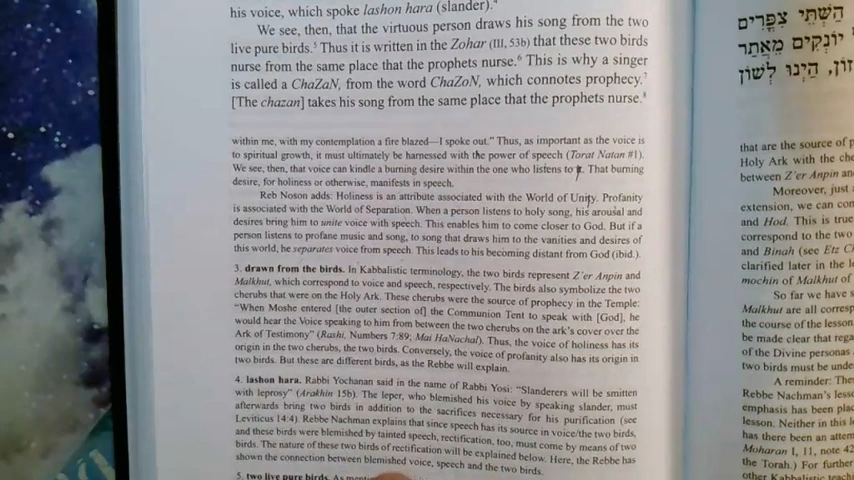 his voice, which spoke lashon hara (slander).⁴
We see, then, that the virtuous person draws his song from the two
live pure birds.⁵ Thus it is written in the Zohar (III, 53b) that these two birds
nurse from the same place that the prophets nurse.⁶ This is why a singer
is called a ChaZaN, from the word ChaZoN, which connotes prophecy.⁷
[The chazan] takes his song from the same place that the prophets nurse.⁸
within me, with my contemplation a fire blazed—I spoke out." Thus, as important as the voice is
to spiritual growth, it must ultimately be harnessed with the power of speech (Torat Natan #1).
We see, then, that voice can kindle a burning desire within the one who listens to it. That burning
desire, for holiness or otherwise, manifests in speech.
Reb Noson adds: Holiness is an attribute associated with the World of Unity. Profanity
is associated with the World of Separation. When a person listens to holy song, his arousal and
desires bring him to unite voice with speech. This enables him to come closer to God. But if a
person listens to profane music and song, to song that draws him to the vanities and desires of
this world, he separates voice from speech. This leads to his becoming distant from God (ibid.).
3. drawn from the birds. In Kabbalistic terminology, the two birds represent Z'er Anpin and
Malkhut, which correspond to voice and speech, respectively. The birds also symbolize the two
cherubs that were on the Holy Ark. These cherubs were the source of prophecy in the Temple:
"When Moshe entered [the outer section of] the Communion Tent to speak with [God], he
would hear the Voice speaking to him from between the two cherubs on the ark's cover over the
Ark of Testimony" (Rashi, Numbers 7:89; Mai HaNachal). Thus, the voice of holiness has its
origin in the two cherubs, the two birds. Conversely, the voice of profanity also has its origin in
two birds. But these are different birds, as the Rebbe will explain.
4. lashon hara. Rabbi Yochanan said in the name of Rabbi Yosi: "Slanderers will be smitten
with leprosy" (Arakhin 15b). The leper, who blemished his voice by speaking slander, must
afterwards bring two birds in addition to the sacrifices necessary for his purification (see
Leviticus 14:4). Rebbe Nachman explains that since speech has its source in voice/the two birds,
and these birds were blemished by tainted speech, rectification, too, must come by means of two
birds. The nature of these two birds of rectification will be explained below. Here, the Rebbe has
shown the connection between blemished voice, speech and the two birds.
5. two live pure birds. As
הַשְּׁתֵּי צִפֳּרִים
יוֹנְקִים מֵאֲתַר
הַיְנוּ לְשׁוֹן
that are the source of
Holy Ark with the
between Z'er Anpin
Moreover, just
extension, we can
and Hod. This is true
correspond to the two
and Binah (see Etz
clarified later in the
mochin of Malkhut of
So far we have
Malkhut are all
the course of the lesson
be made clear that
of the Divine personas
two birds must be
A reminder:
Rebbe Nachman's
emphasis has been
lesson. Neither in this
has there been an
Moharan I, 11, note
the Torah.) For further
other Kabbalistic